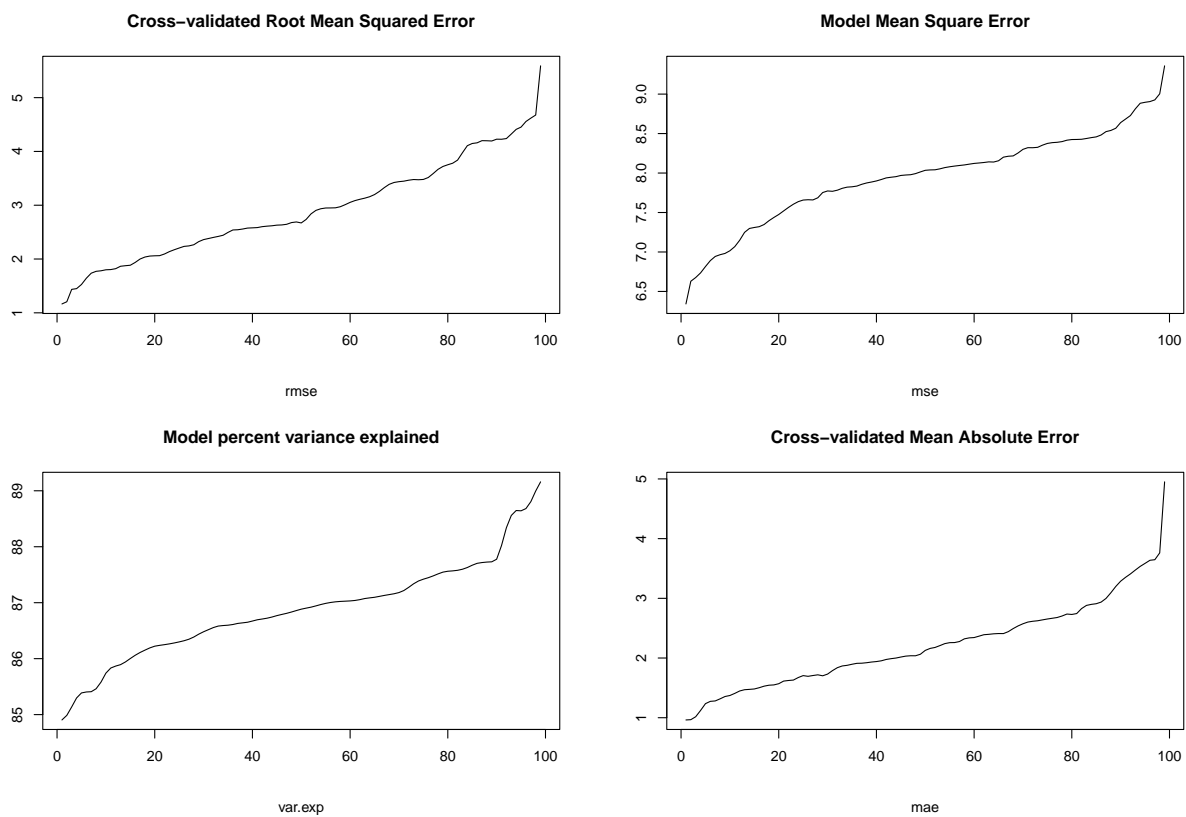 Cross−validated Root Mean Squared Error
5
4
3
2
1
0 20 40 60 80 100
rmse
Model Mean Square Error
9.0
8.5
8.0
7.5
7.0
6.5
0 20 40 60 80 100
mse
Model percent variance explained
89
88
87
86
85
0 20 40 60 80 100
var.exp
Cross−validated Mean Absolute Error
5
4
3
2
1
0 20 40 60 80 100
mae